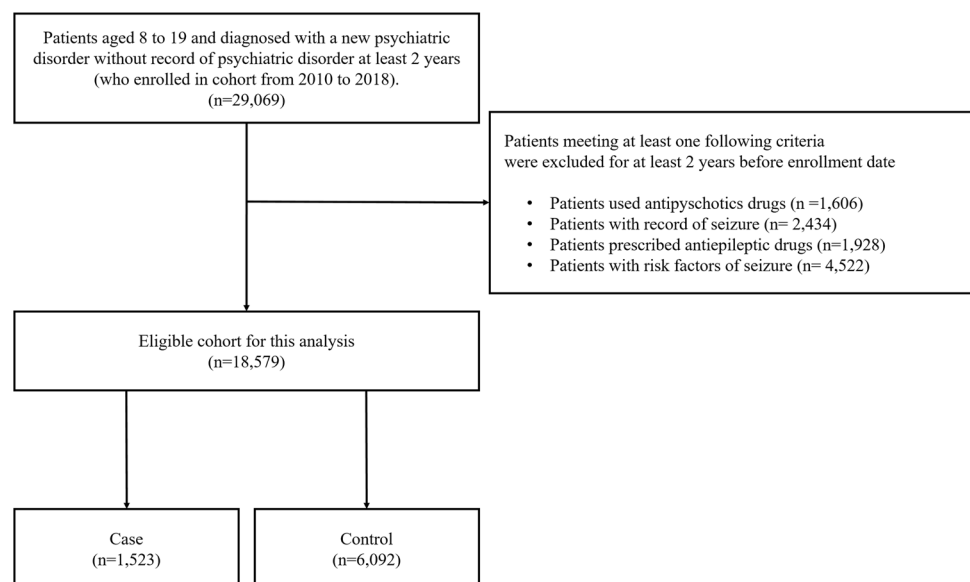 Patients aged 8 to 19 and diagnosed with a new psychiatric
disorder without record of psychiatric disorder at least 2 years
(who enrolled in cohort from 2010 to 2018).
(n=29,069)
Patients meeting at least one following criteria
were excluded for at least 2 years before enrollment date
• Patients used antipyschotics drugs (n =1,606)
• Patients with record of seizure (n= 2,434)
• Patients prescribed antiepileptic drugs (n=1,928)
• Patients with risk factors of seizure (n= 4,522)
Eligible cohort for this analysis
(n=18,579)
Case
(n=1,523)
Control
(n=6,092)